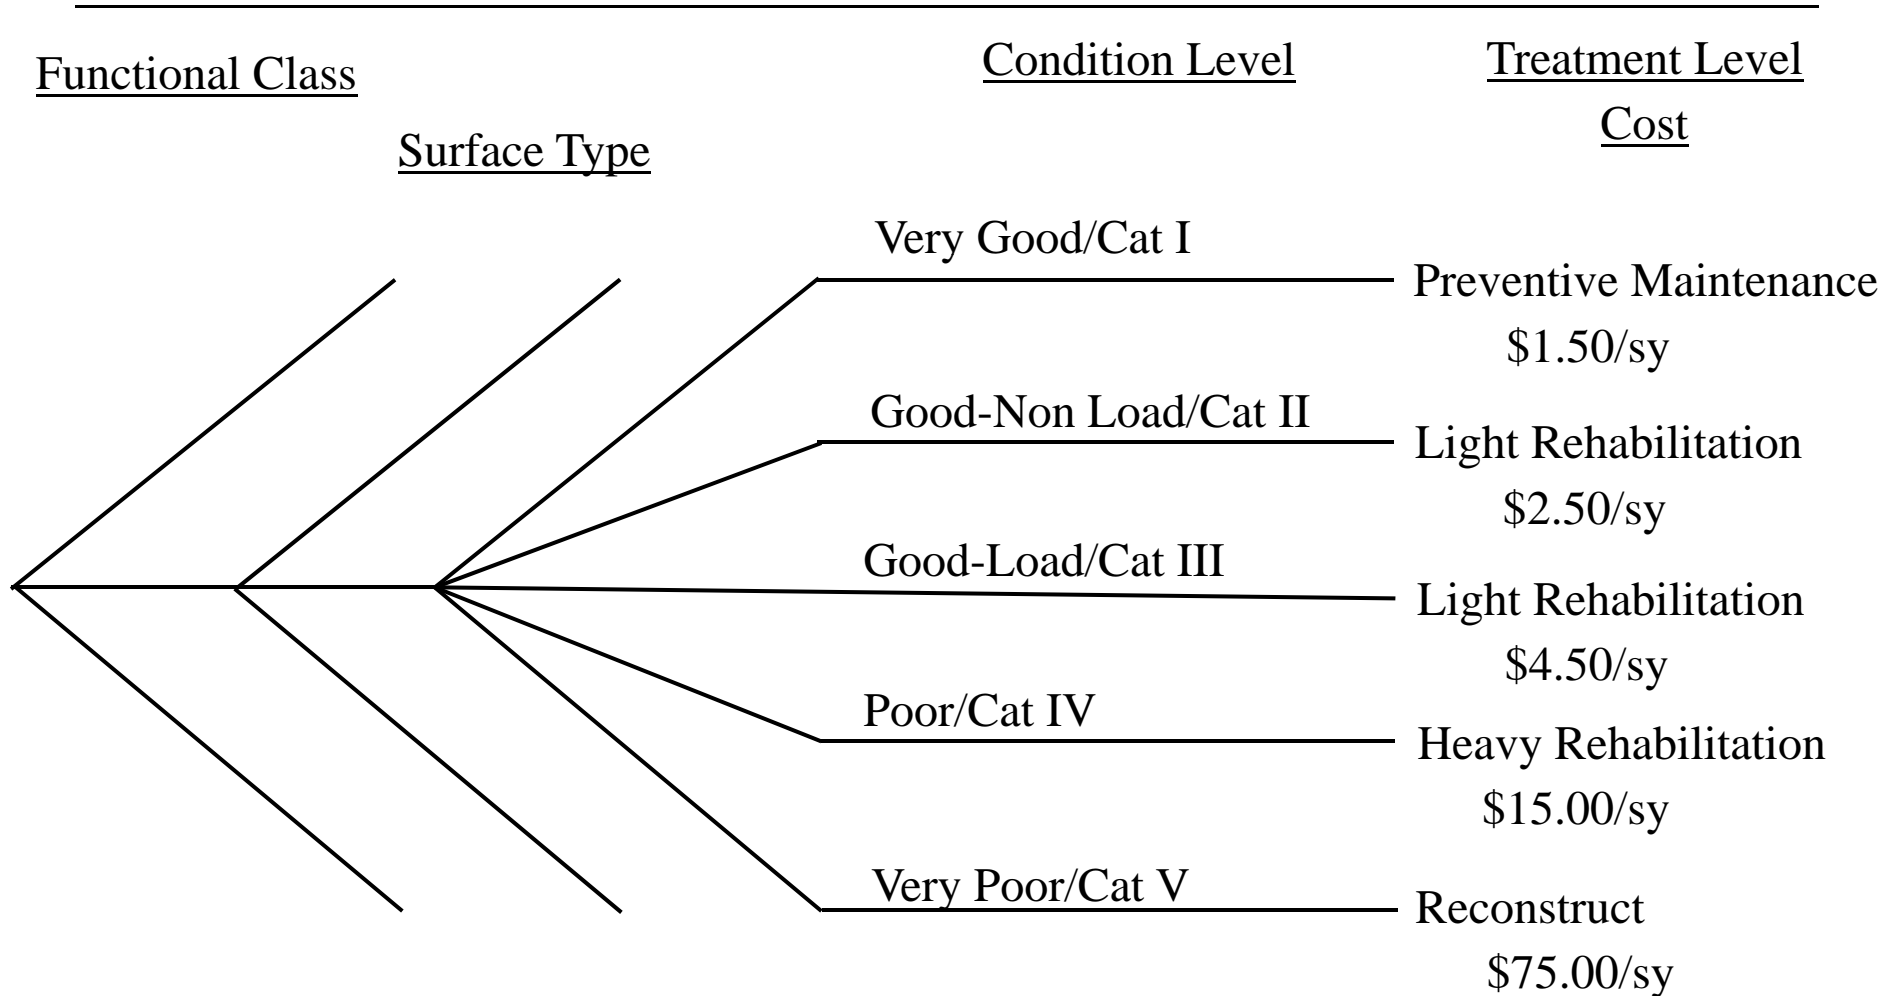 Functional Class
Surface Type
Condition Level
Treatment Level
Cost
Very Good/Cat I
Preventive Maintenance
$1.50/sy
Good-Non Load/Cat II
Light Rehabilitation
$2.50/sy
Good-Load/Cat III
Light Rehabilitation
$4.50/sy
Poor/Cat IV
Heavy Rehabilitation
$15.00/sy
Very Poor/Cat V
Reconstruct
$75.00/sy